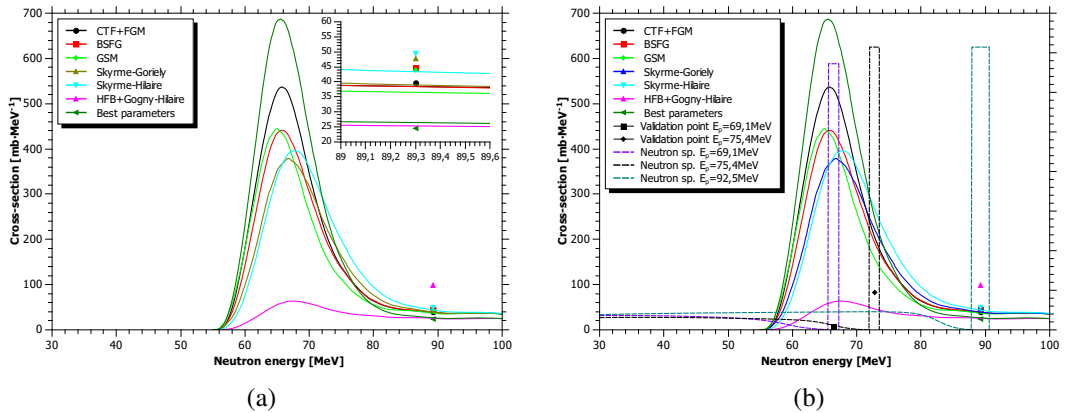 700
600
500
400
300
200
100
0
Cross-section [mb·MeV⁻¹]
CTF+FGM
BSFG
GSM
Skyrme-Goriely
Skyrme-Hilaire
HFB+Gogny-Hilaire
Best parameters
60
55
50
45
40
35
30
25
20
89 89,1 89,2 89,3 89,4 89,5 89,6
30 40 50 60 70 80 90 100
Neutron energy [MeV]
(a)
700
600
500
400
300
200
100
0
Cross-section [mb·MeV⁻¹]
CTF+FGM
BSFG
GSM
Skyrme-Goriely
Skyrme-Hilaire
HFB+Gogny-Hilaire
Best parameters
Validation point Eₚ=69,1MeV
Validation point Eₚ=75,4MeV
Neutron sp. Eₚ=69,1MeV
Neutron sp. Eₚ=75,4MeV
Neutron sp. Eₚ=92,5MeV
30 40 50 60 70 80 90 100
Neutron energy [MeV]
(b)